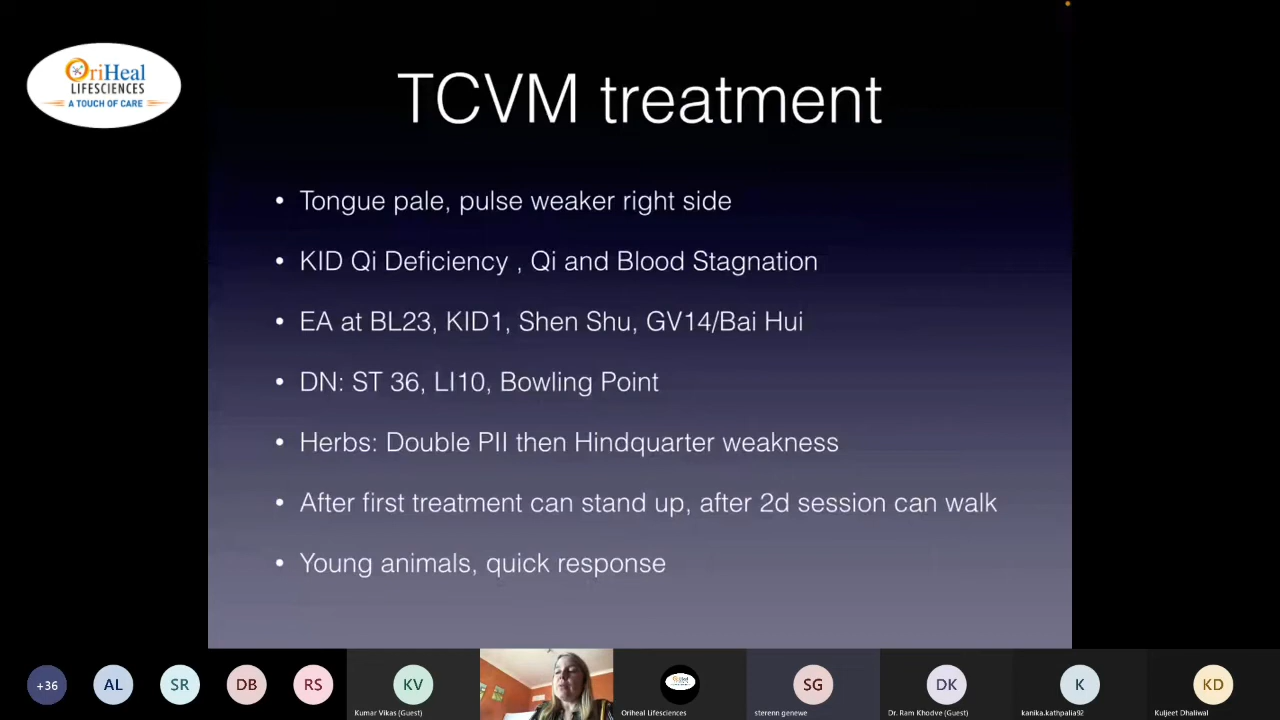 OriHeal
LIFESCIENCES
A TOUCH OF CARE
TCVM treatment
• Tongue pale, pulse weaker right side
• KID Qi Deficiency , Qi and Blood Stagnation
• EA at BL23, KID1, Shen Shu, GV14/Bai Hui
• DN: ST 36, LI10, Bowling Point
• Herbs: Double PII then Hindquarter weakness
• After first treatment can stand up, after 2d session can walk
• Young animals, quick response
+36 AL SR DB RS KV SG DK K KD
Kumar Vikas (Guest) Oriheal Lifesciences sterenn genewe Dr. Ram Khodve (Guest) kanika.kathpalia92 Kuljeet Dhaliwal